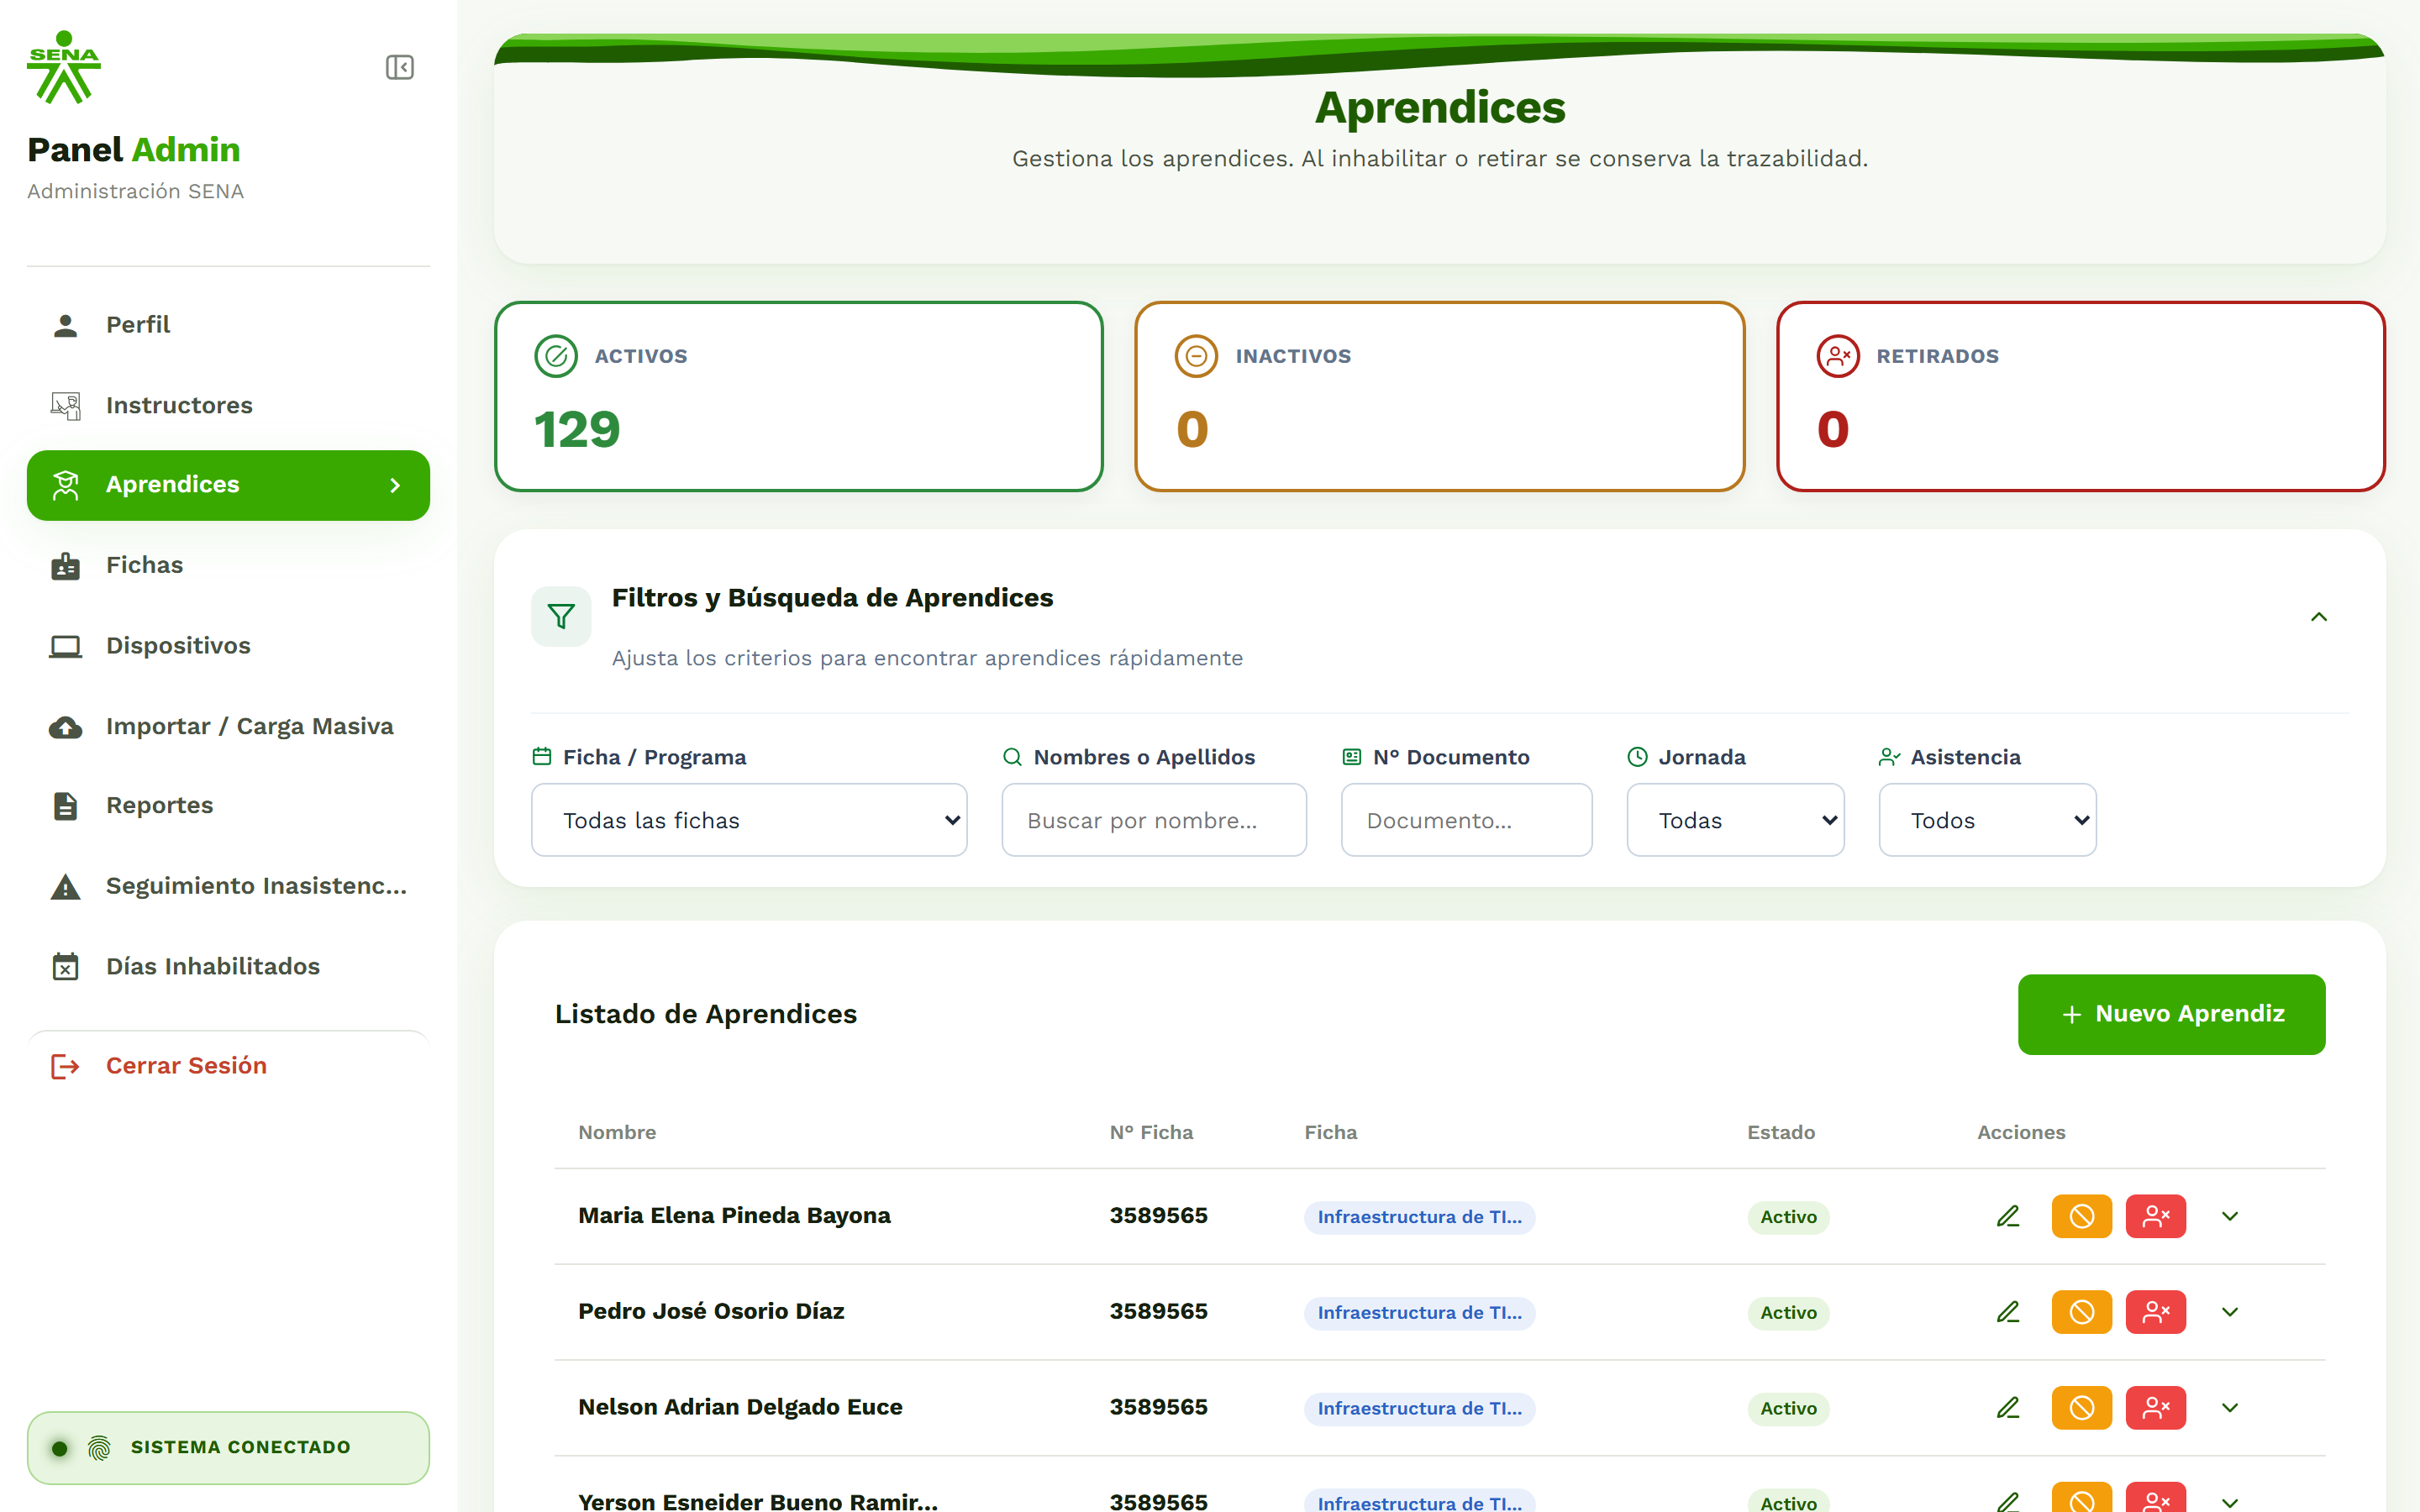 SENA
Panel Admin
Administración SENA
Perfil
Instructores
Aprendices
Fichas
Dispositivos
Importar / Carga Masiva
Reportes
Seguimiento Inasistenc...
Días Inhabilitados
Cerrar Sesión
SISTEMA CONECTADO
Aprendices
Gestiona los aprendices. Al inhabilitar o retirar se conserva la trazabilidad.
ACTIVOS
129
INACTIVOS
0
RETIRADOS
0
Filtros y Búsqueda de Aprendices
Ajusta los criterios para encontrar aprendices rápidamente
Ficha / Programa
Todas las fichas
Nombres o Apellidos
Buscar por nombre...
N° Documento
Documento...
Jornada
Todas
Asistencia
Todos
Listado de Aprendices
Nuevo Aprendiz
Nombre N° Ficha Ficha Estado Acciones
Maria Elena Pineda Bayona 3589565 Infraestructura de TI... Activo
Pedro José Osorio Díaz 3589565 Infraestructura de TI... Activo
Nelson Adrian Delgado Euce 3589565 Infraestructura de TI... Activo
Yerson Esneider Bueno Ramir... 3589565 Infraestructura de TI... Activo